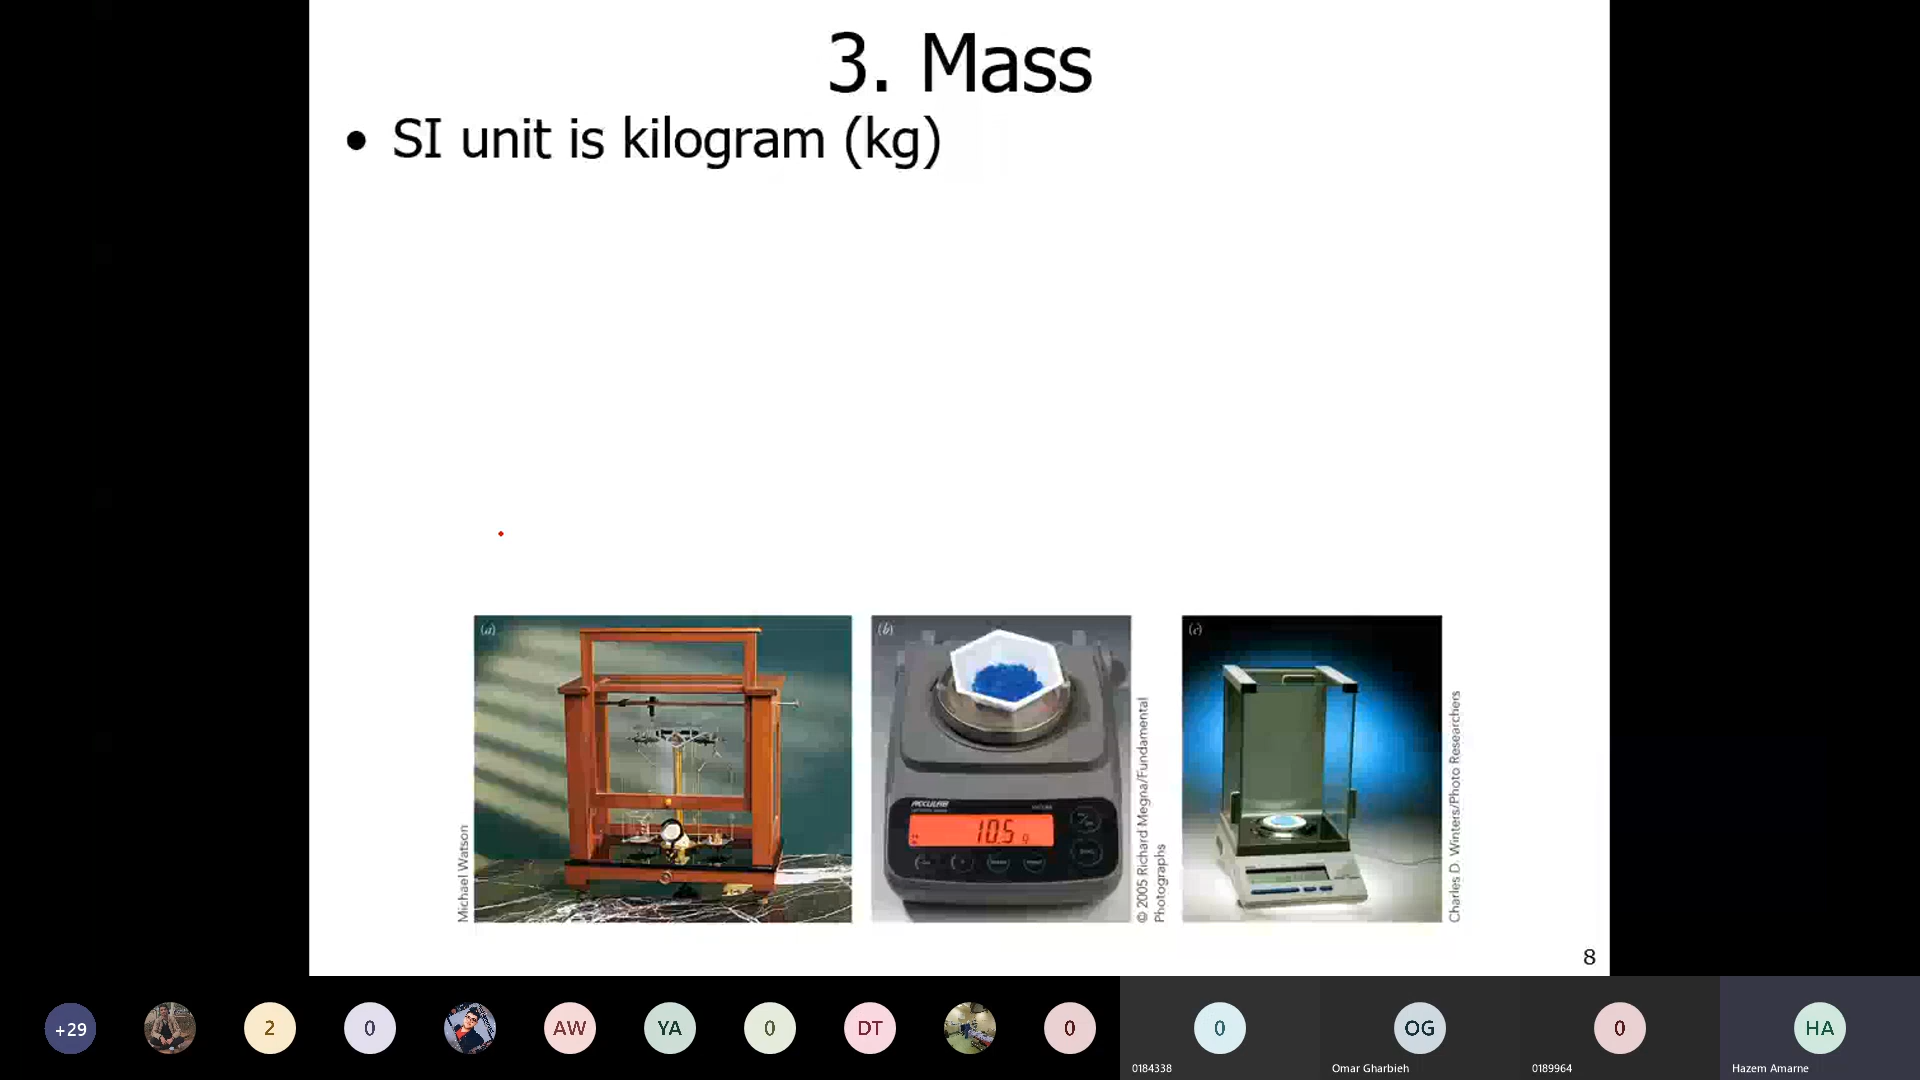 3. Mass
• SI unit is kilogram (kg)
(a)
(b)
(c)
Michael Watson
ACCULAB
10.5 g
© 2005 Richard Megna/Fundamental
Photographs
Charles D. Winters/Photo Researchers
8
+29
2
0
AW
YA
0
DT
0
0
0184338
OG
Omar Gharbieh
0
0189964
HA
Hazem Amarne